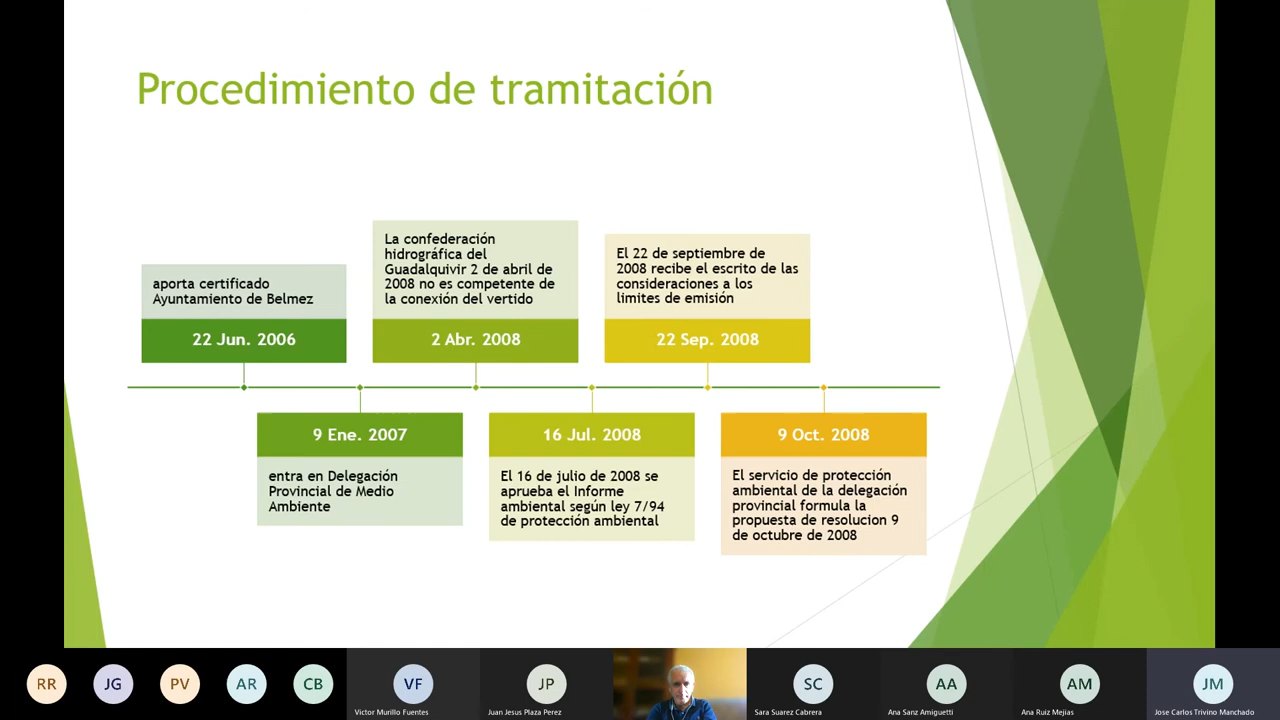 Procedimiento de tramitación
aporta certificado
Ayuntamiento de Belmez
22 Jun. 2006
9 Ene. 2007
entra en Delegación
Provincial de Medio
Ambiente
La confederación
hidrográfica del
Guadalquivir 2 de abril de
2008 no es competente de
la conexión del vertido
2 Abr. 2008
16 Jul. 2008
El 16 de julio de 2008 se
aprueba el Informe
ambiental según ley 7/94
de protección ambiental
El 22 de septiembre de
2008 recibe el escrito de las
consideraciones a los
limites de emisión
22 Sep. 2008
9 Oct. 2008
El servicio de protección
ambiental de la delegación
provincial formula la
propuesta de resolucion 9
de octubre de 2008
RR
JG
PV
AR
CB
VF
Victor Murillo Fuentes
JP
Juan Jesus Plaza Perez
SC
Sara Suarez Cabrera
AA
Ana Sanz Amiguetti
AM
Ana Ruiz Mejias
JM
Jose Carlos Trivino Manchado